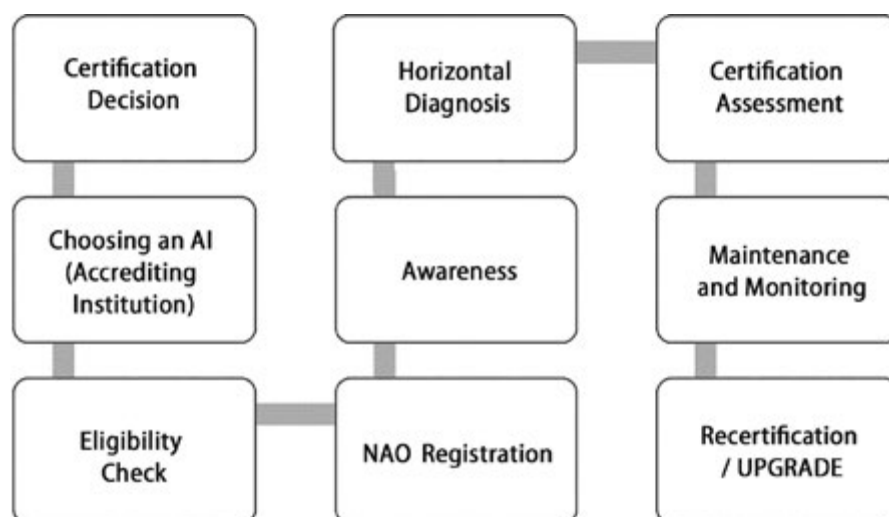 Certification
Decision
Choosing an AI
(Accrediting
Institution)
Eligibility
Check
NAO Registration
Awareness
Horizontal
Diagnosis
Certification
Assessment
Maintenance
and Monitoring
Recertification
/ UPGRADE